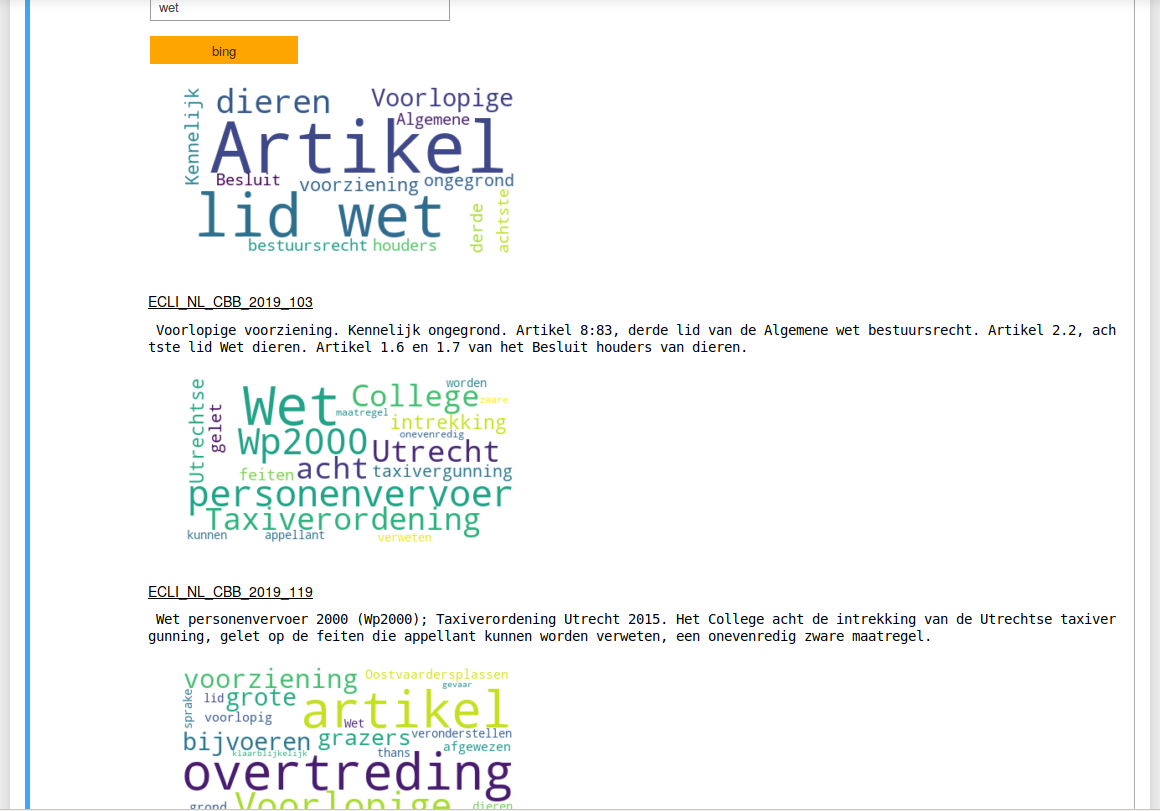 wet
bing
Kennelijk
dieren
Voorlopige
Algemene
Artikel
Besluit
voorziening
ongegrond
lid wet
derde
achtste
bestuursrecht
houders
ECLI_NL_CBB_2019_103
Voorlopige voorziening. Kennelijk ongegrond. Artikel 8:83, derde lid van de Algemene wet bestuursrecht. Artikel 2.2, ach
tste lid Wet dieren. Artikel 1.6 en 1.7 van het Besluit houders van dieren.
Utrechtse
gelet
Wet
College
worden
zware
maatregel
intrekking
onevenredig
Wp2000
Utrecht
feiten
acht
taxivergunning
personenvervoer
Taxiverordening
kunnen
appellant
verweten
ECLI_NL_CBB_2019_119
Wet personenvervoer 2000 (Wp2000); Taxiverordening Utrecht 2015. Het College acht de intrekking van de Utrechtse taxiver
gunning, gelet op de feiten die appellant kunnen worden verweten, een onevenredig zware maatregel.
voorziening
Oostvaardersplassen
gevaar
sprake
lid
grote
artikel
voorlopig
Wet
bijvoeren
grazers
veronderstellen
klaarblijkelijk
thans
afgewezen
overtreding
grond
Voorlopige
dieren